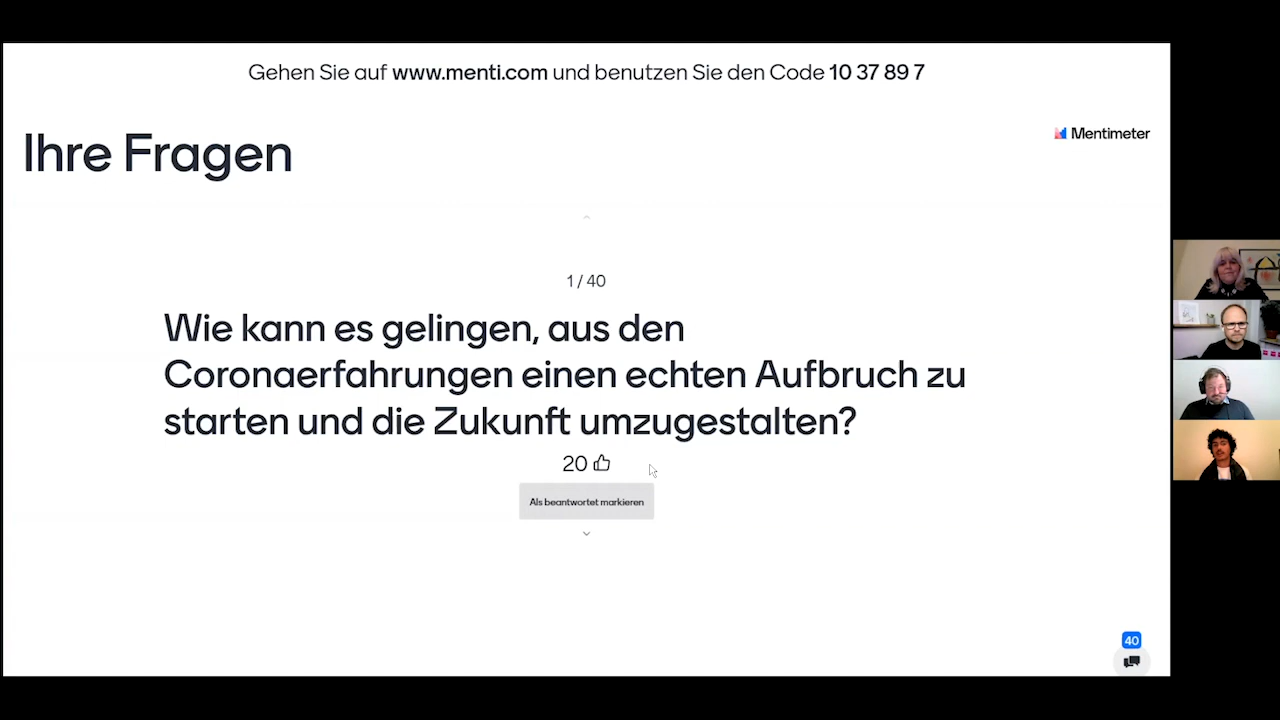 Gehen Sie auf www.menti.com und benutzen Sie den Code 10 37 89 7
Ihre Fragen
Mentimeter
1 / 40
Wie kann es gelingen, aus den
Coronaerfahrungen einen echten Aufbruch zu
starten und die Zukunft umzugestalten?
20
Als beantwortet markieren
40